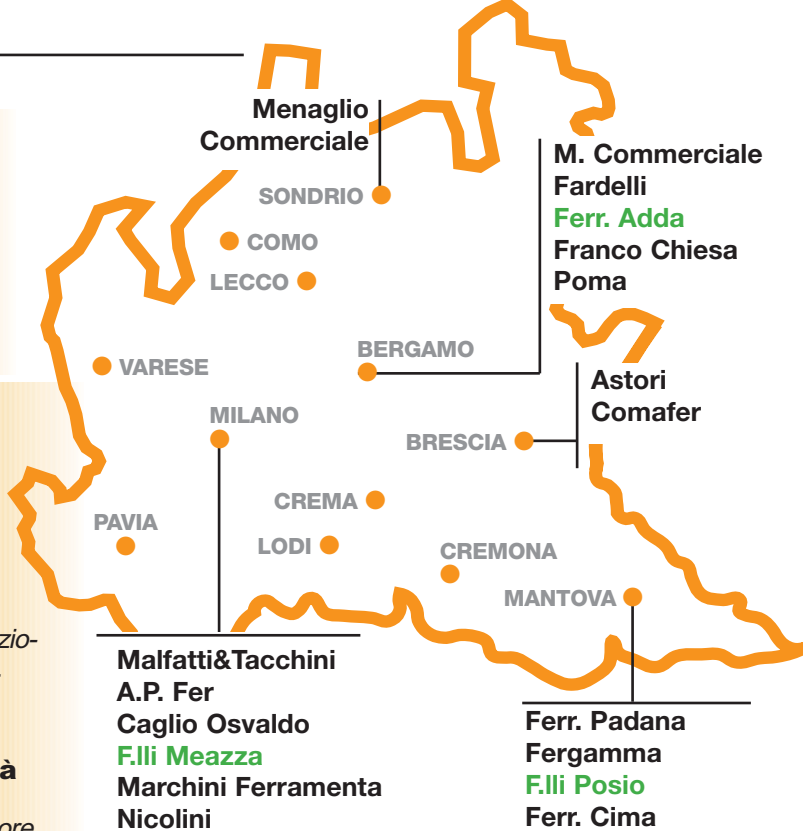 Menaglio
Commerciale
M. Commerciale
Fardelli
Ferr. Adda
Franco Chiesa
Poma
SONDRIO
COMO
LECCO
BERGAMO
VARESE
Astori
Comafer
MILANO
BRESCIA
CREMA
PAVIA
LODI
CREMONA
MANTOVA
zio-
Malfatti&Tacchini
A.P. Fer
Caglio Osvaldo
F.lli Meazza
Marchini Ferramenta
Nicolini
Ferr. Padana
Fergamma
F.lli Posio
Ferr. Cima
à
ore